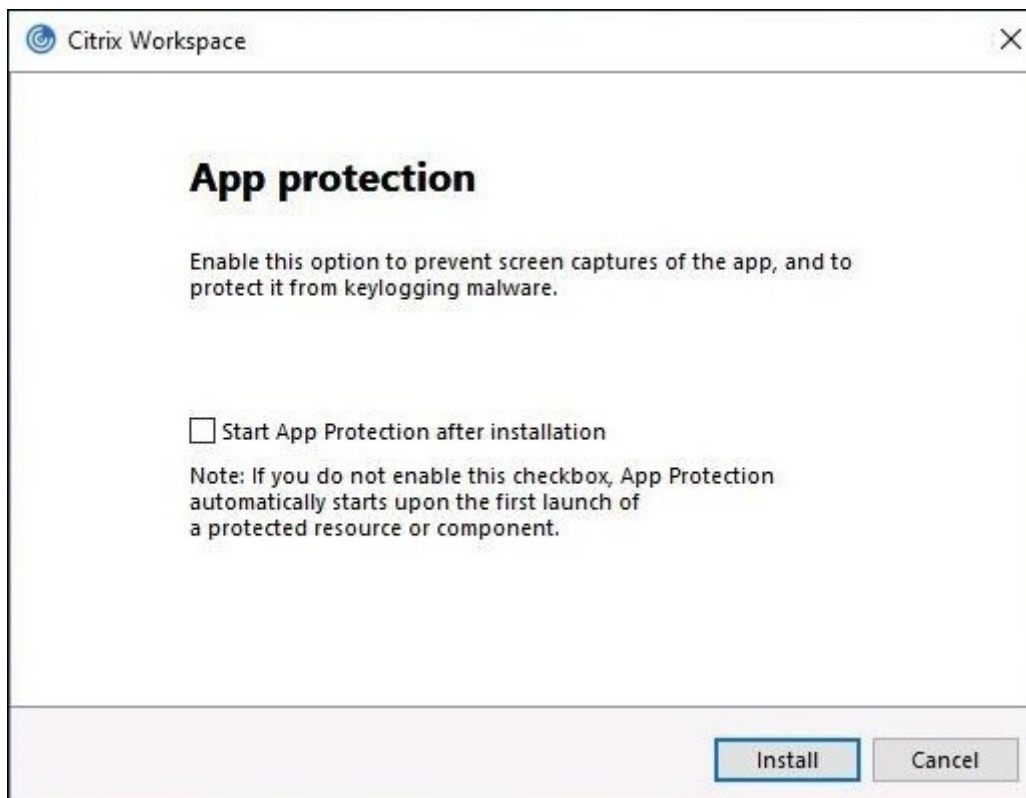 Citrix Workspace
App protection
Enable this option to prevent screen captures of the app, and to
protect it from keylogging malware.
Start App Protection after installation
Note: If you do not enable this checkbox, App Protection
automatically starts upon the first launch of
a protected resource or component.
Install
Cancel